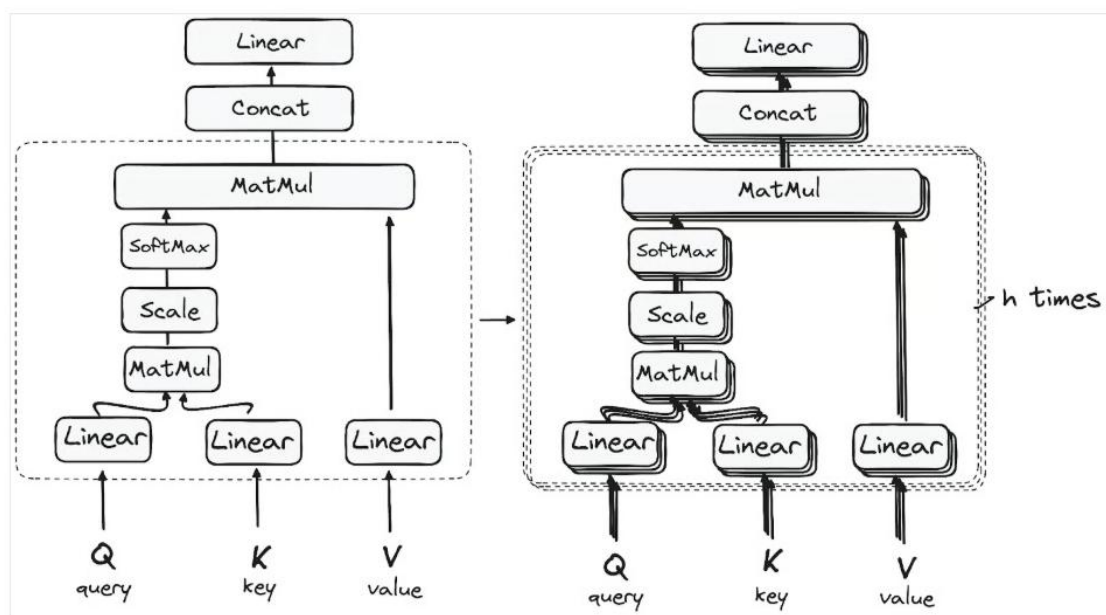 Linear
Concat
MatMul
SoftMax
Scale
MatMul
Linear
Linear
Linear
Q
K
V
query
key
value
Linear
Concat
MatMul
SoftMax
Scale
MatMul
Linear
Linear
Linear
h times
Q
K
V
query
key
value